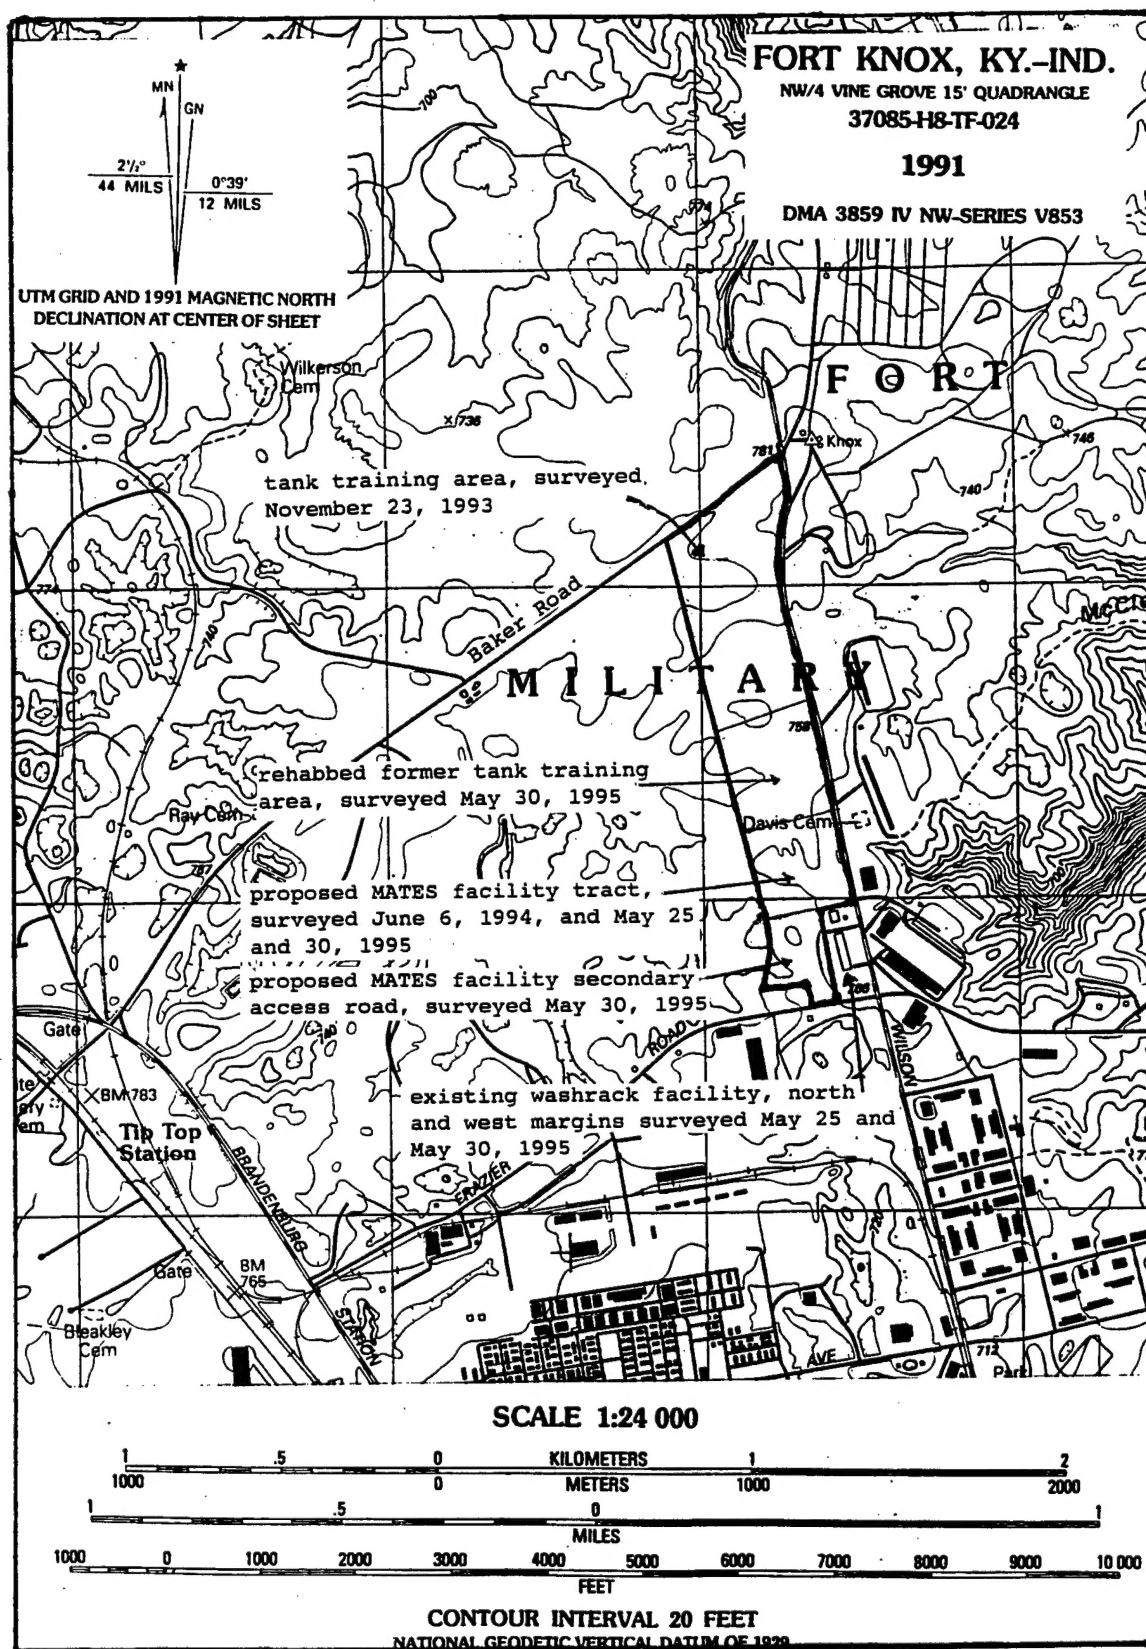 FORT KNOX, KY.-IND.
NW/4 VINE GROVE 15' QUADRANGLE
37085-H8-TF-024
1991
DMA 3859 IV NW-SERIES V853
MN
GN
2½°
44 MILS
0°39'
12 MILS
UTM GRID AND 1991 MAGNETIC NORTH
DECLINATION AT CENTER OF SHEET
700
774
Wilkerson
Cem
FORT
×736
781
Knox
×746
740
tank training area, surveyed
November 23, 1993
774
740
Baker Road
MILITARY
758
rehabbed former tank training
area, surveyed May 30, 1995
Ray Cem
Davis Cem
787
700
proposed MATES facility tract,
surveyed June 6, 1994, and May 25
and 30, 1995
proposed MATES facility secondary
access road, surveyed May 30, 1995
Gate
740
ROAD
WILSON
×BM 783
existing washrack facility, north
and west margins surveyed May 25 and
May 30, 1995
Tip Top
Station
BRANDENBURG
FRAZIER
720
Gate
BM
765
STATION
Bleakley
Cem
AVE
712
Park
SCALE 1:24 000
1 .5 0 KILOMETERS 1 2
1000 0 METERS 1000 2000
1 .5 0 1
MILES
1000 0 1000 2000 3000 4000 5000 6000 7000 8000 9000 10 000
FEET
CONTOUR INTERVAL 20 FEET
NATIONAL GEODETIC VERTICAL DATUM OF 1929